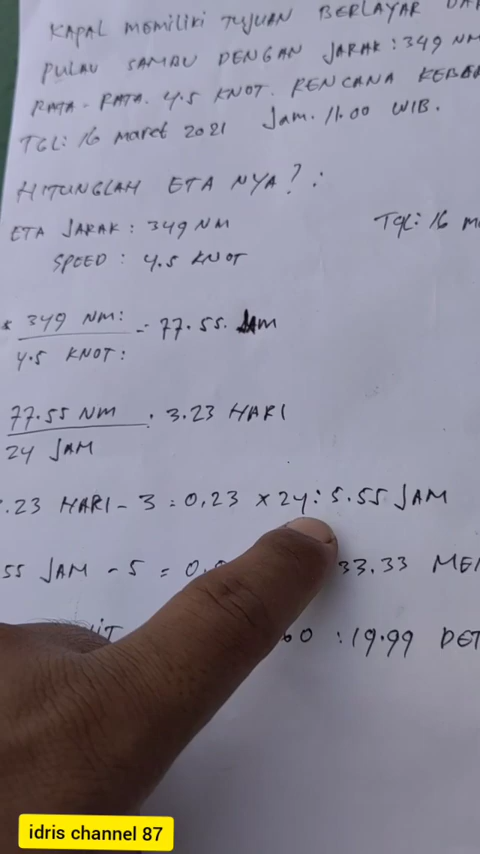 KAPAL MEMILIKI TUJUAN BERLAYAR
PULAU SAMBU DENGAN JARAK : 349 NM
RATA-RATA. 4.5 KNOT. RENCANA
TGL: 16 Maret 2021 Jam. 11.00 WIB.
HITUNGLAH ETA NYA? :
ETA JARAK : 349 NM TGL: 16
SPEED : 4.5 KNOT
* 349 NM: = 77.55. JAM
4.5 KNOT:
77.55 NM . 3.23 HARI
24 JAM
.23 HARI - 3 = 0,23 x 24 : 5.55 JAM
55 JAM - 5 = 33.33
60 : 19.99
idris channel 87